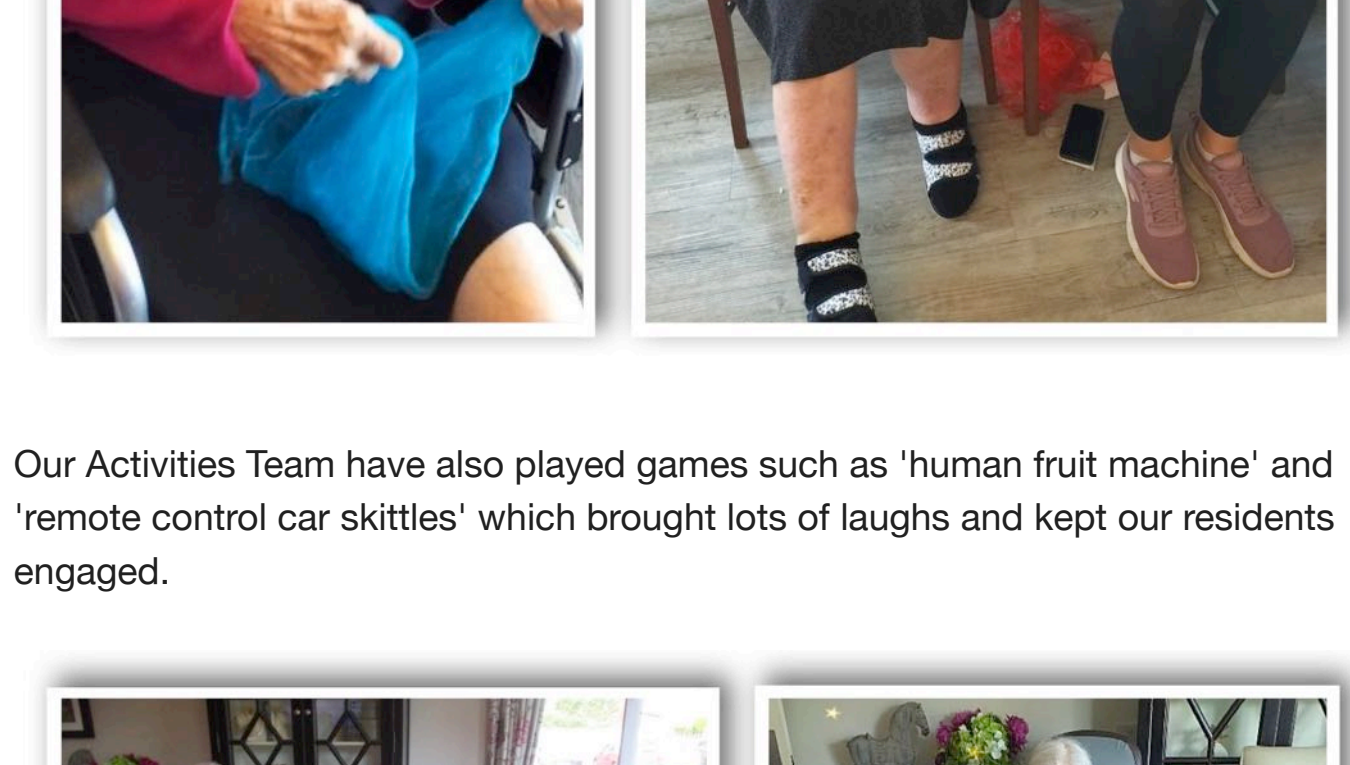 Our Activities Team have also played games such as 'human fruit machine' and
'remote control car skittles' which brought lots of laughs and kept our residents
engaged.